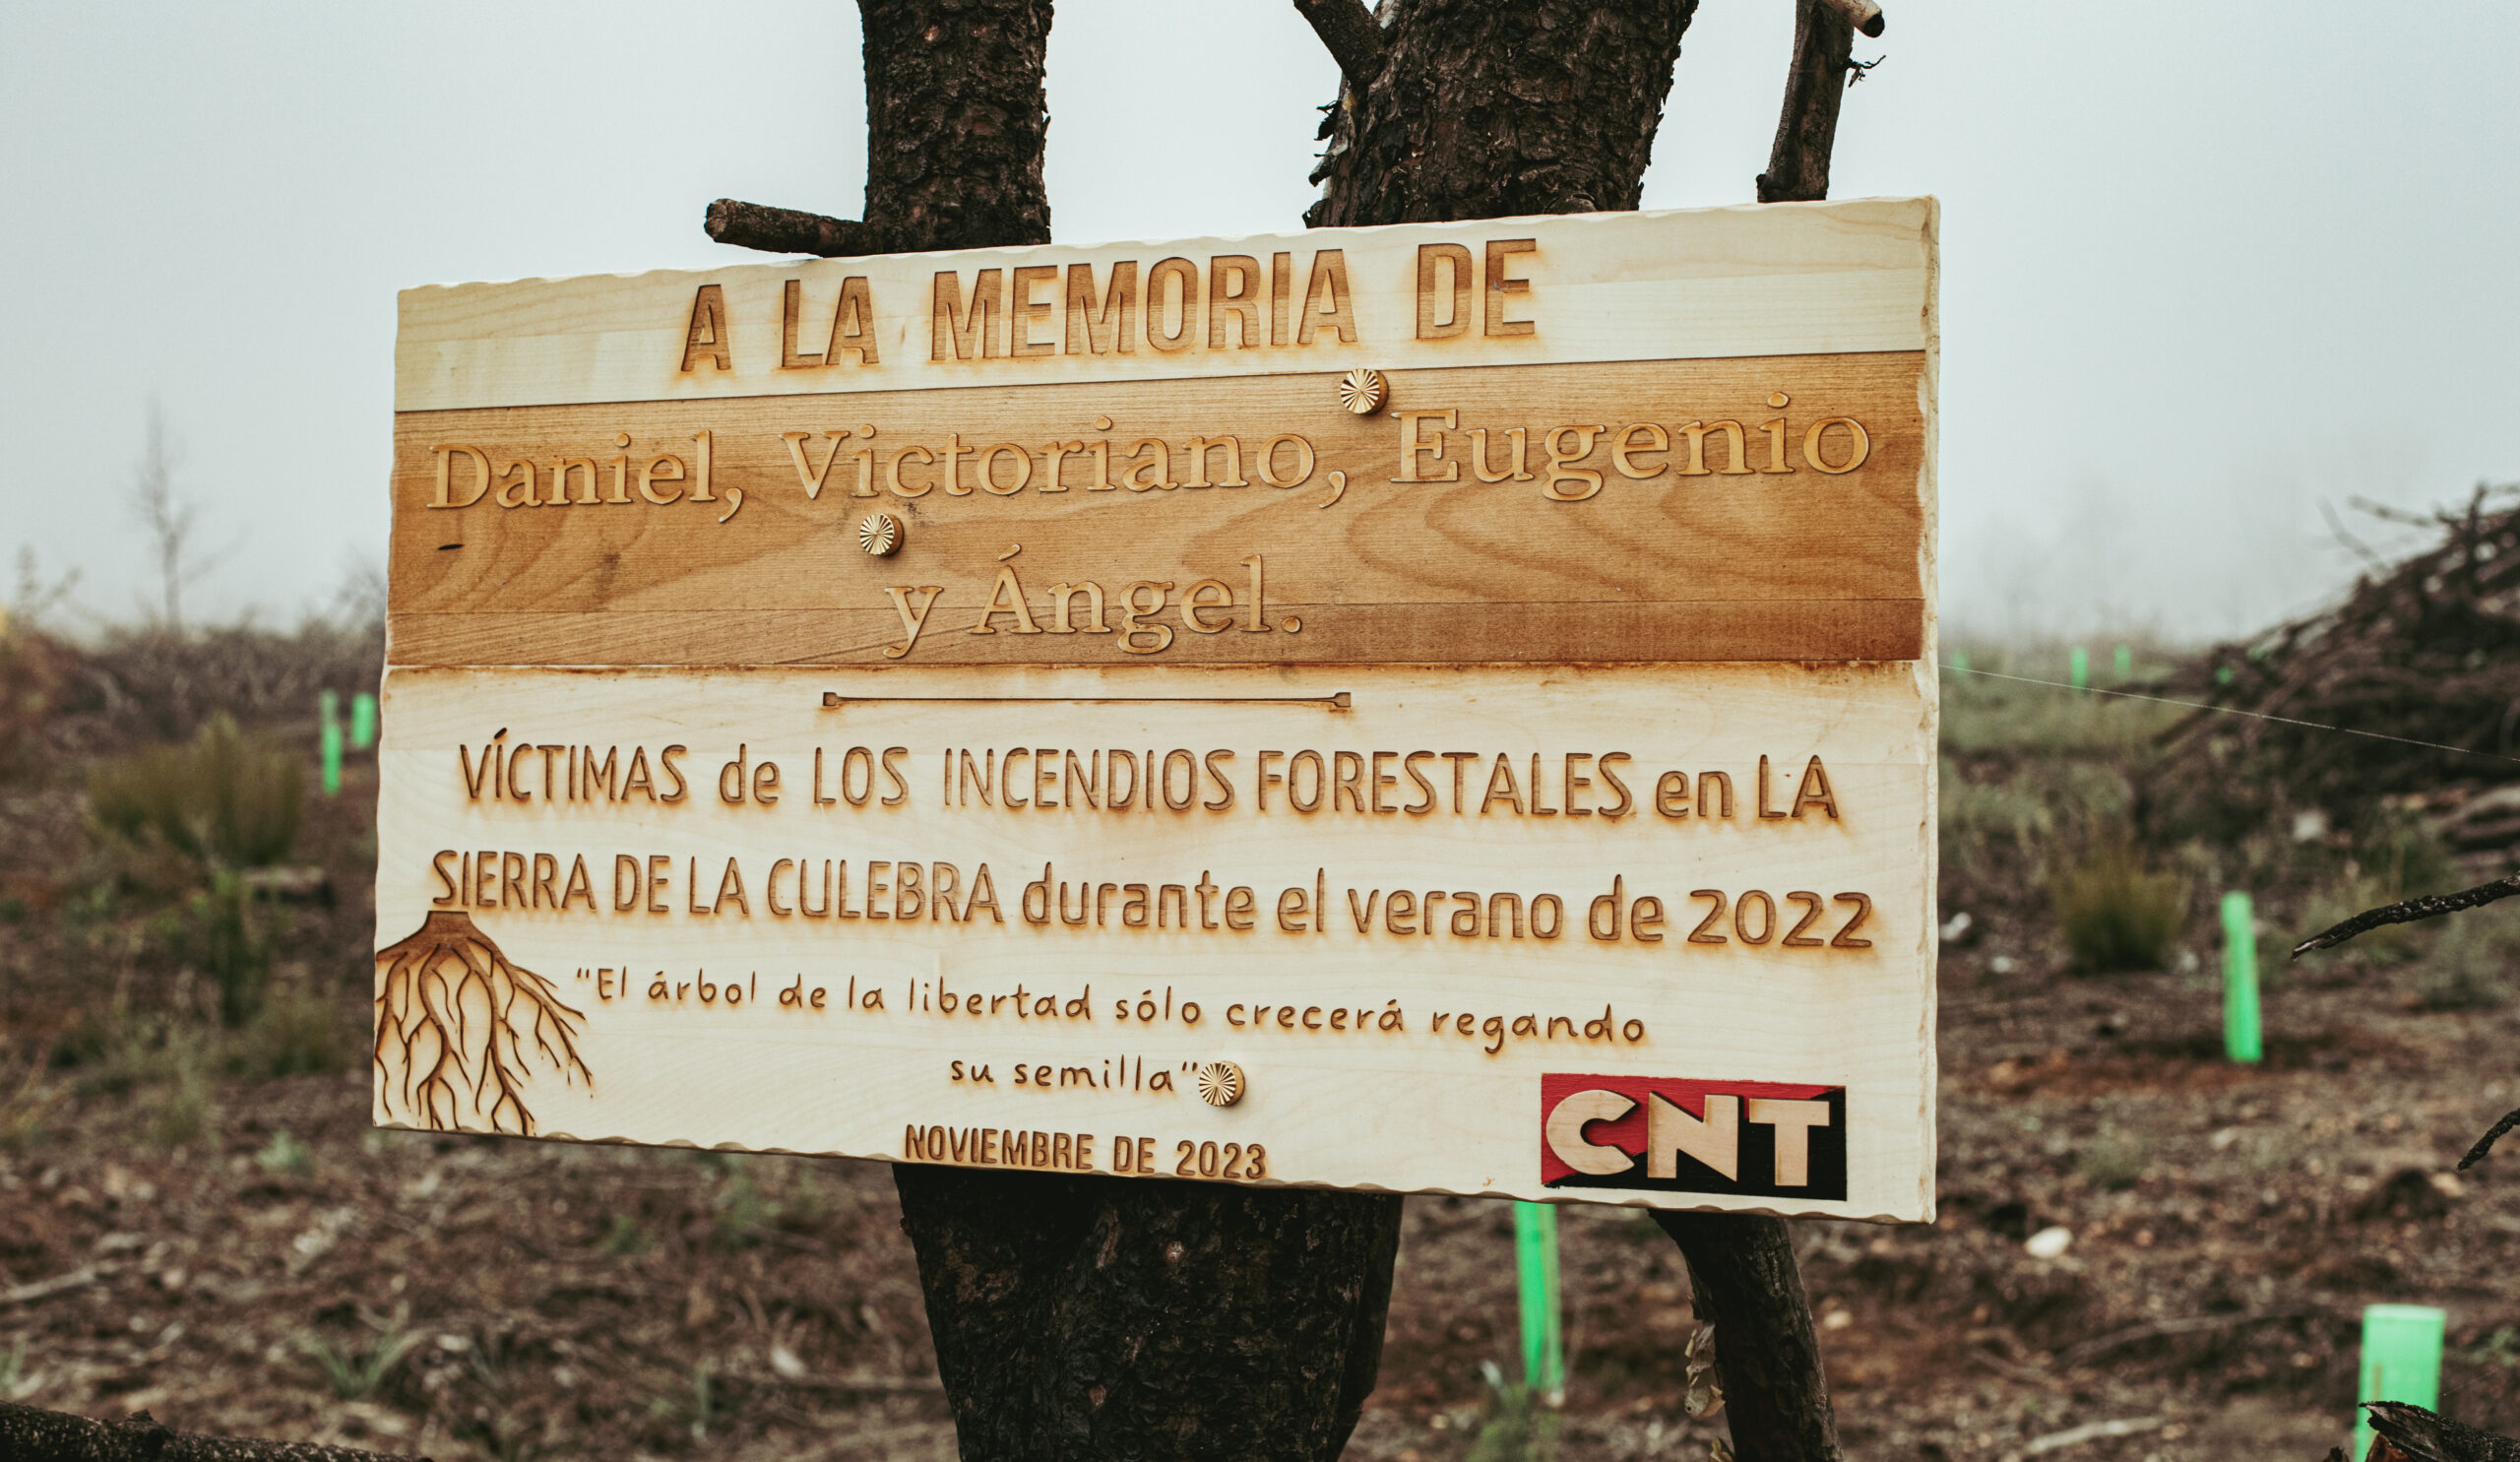 A LA MEMORIA DE
Daniel, Victoriano, Eugenio
y Ángel.
VÍCTIMAS de LOS INCENDIOS FORESTALES en LA
SIERRA DE LA CULEBRA durante el verano de 2022
"El árbol de la libertad sólo crecerá regando
su semilla"
NOVIEMBRE DE 2023
CNT